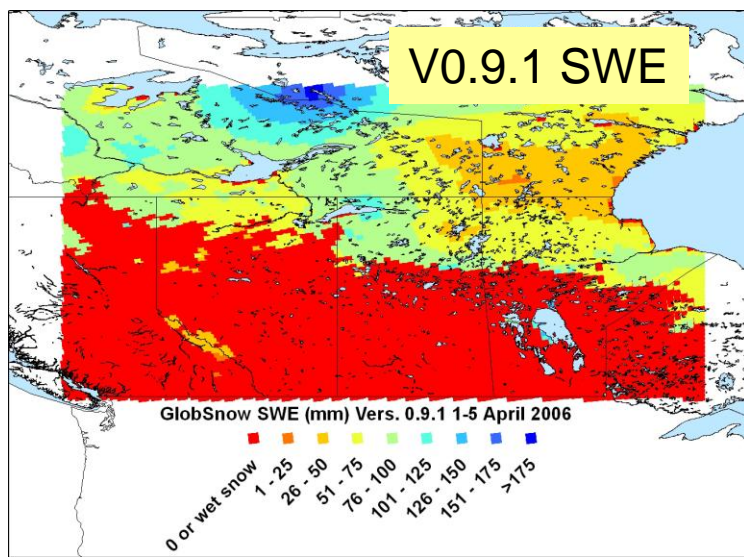 V0.9.1 SWE
GlobSnow SWE (mm) Vers. 0.9.1 1-5 April 2006
0 or wet snow
1 - 25
26 - 50
51 - 75
76 - 100
101 - 125
126 - 150
151 - 175
>175